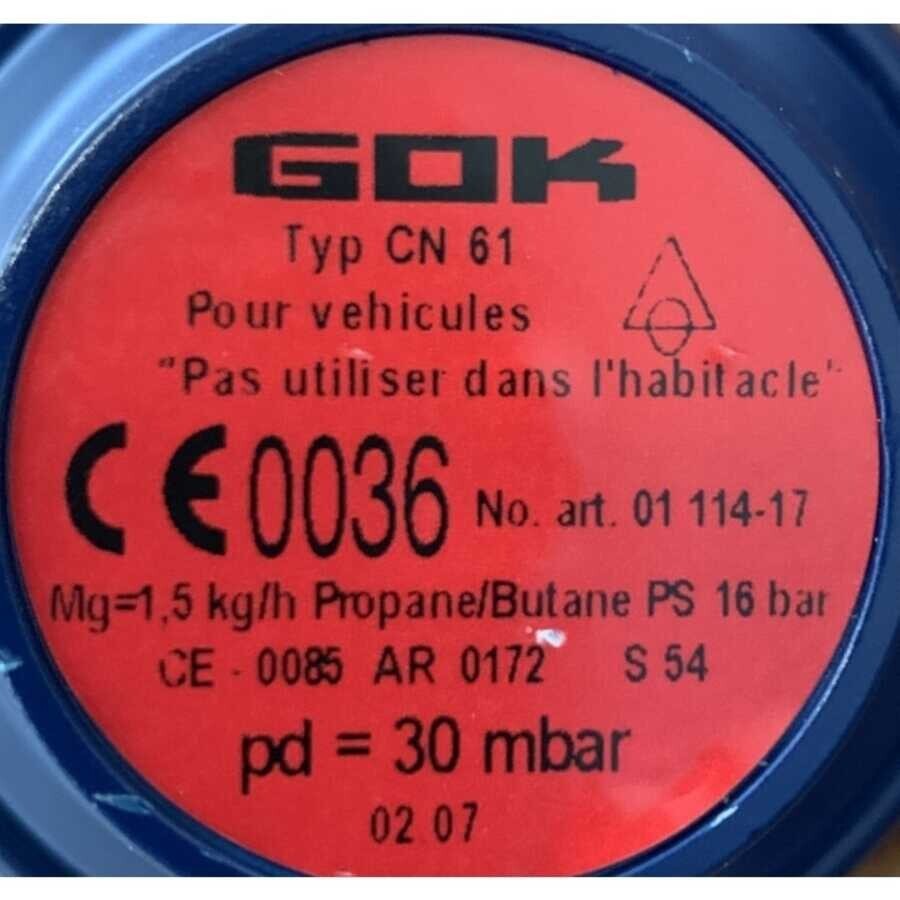 GOK
Typ CN 61
Pour vehicules
"Pas utiliser dans l'habitacle"
CE 0036 No. art. 01 114-17
Mg=1,5 kg/h Propane/Butane PS 16 bar
CE - 0085 AR 0172 S 54
pd = 30 mbar
02 07